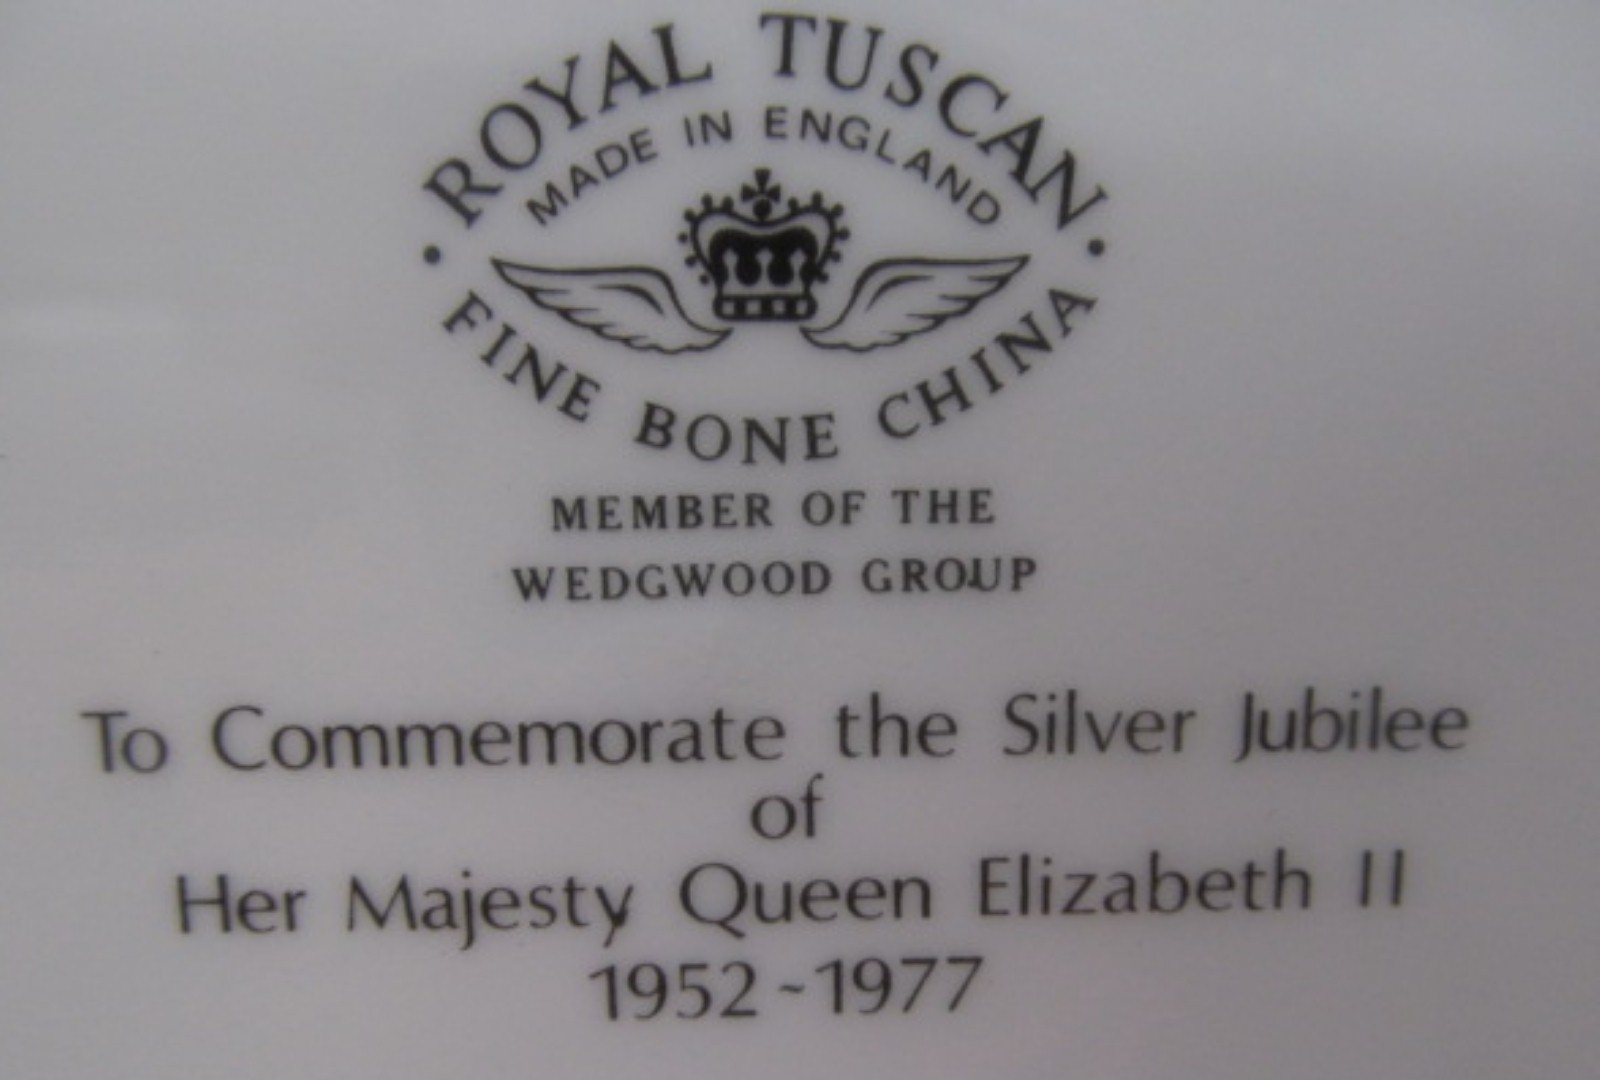 · ROYAL TUSCAN ·
MADE IN ENGLAND
FINE BONE CHINA
MEMBER OF THE
WEDGWOOD GROUP
To Commemorate the Silver Jubilee
of
Her Majesty Queen Elizabeth II
1952~1977